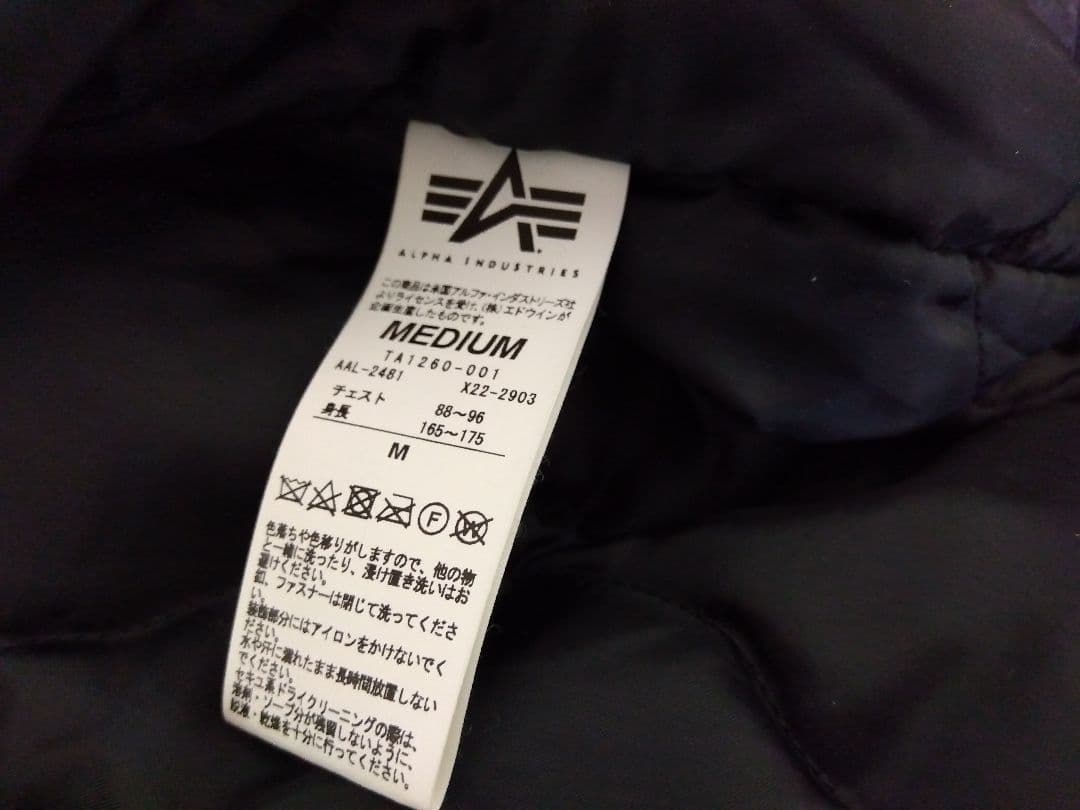 ALPHA INDUSTRIES
この商品は米国アルファ・インダストリーズ社
よりライセンスを受け、(株)エドウインが
企画生産したものです。
MEDIUM
TA1260-001
AAL-2481 X22-2903
チェスト 88～96
身長 165～175
M
F
W
色落ちや色移りがしますので、他の物
と一緒に洗ったり、浸け置き洗いはお
避けください。
釦、ファスナーは閉じて洗ってくださ
い。
装飾部分にはアイロンをかけないでく
ださい。
水や汗に濡れたまま長時間放置しない
でください。
セキユ系ドライクリーニングの際は、
溶剤・ソープ分が残留しないように、
脱液・乾燥を十分に行ってください。